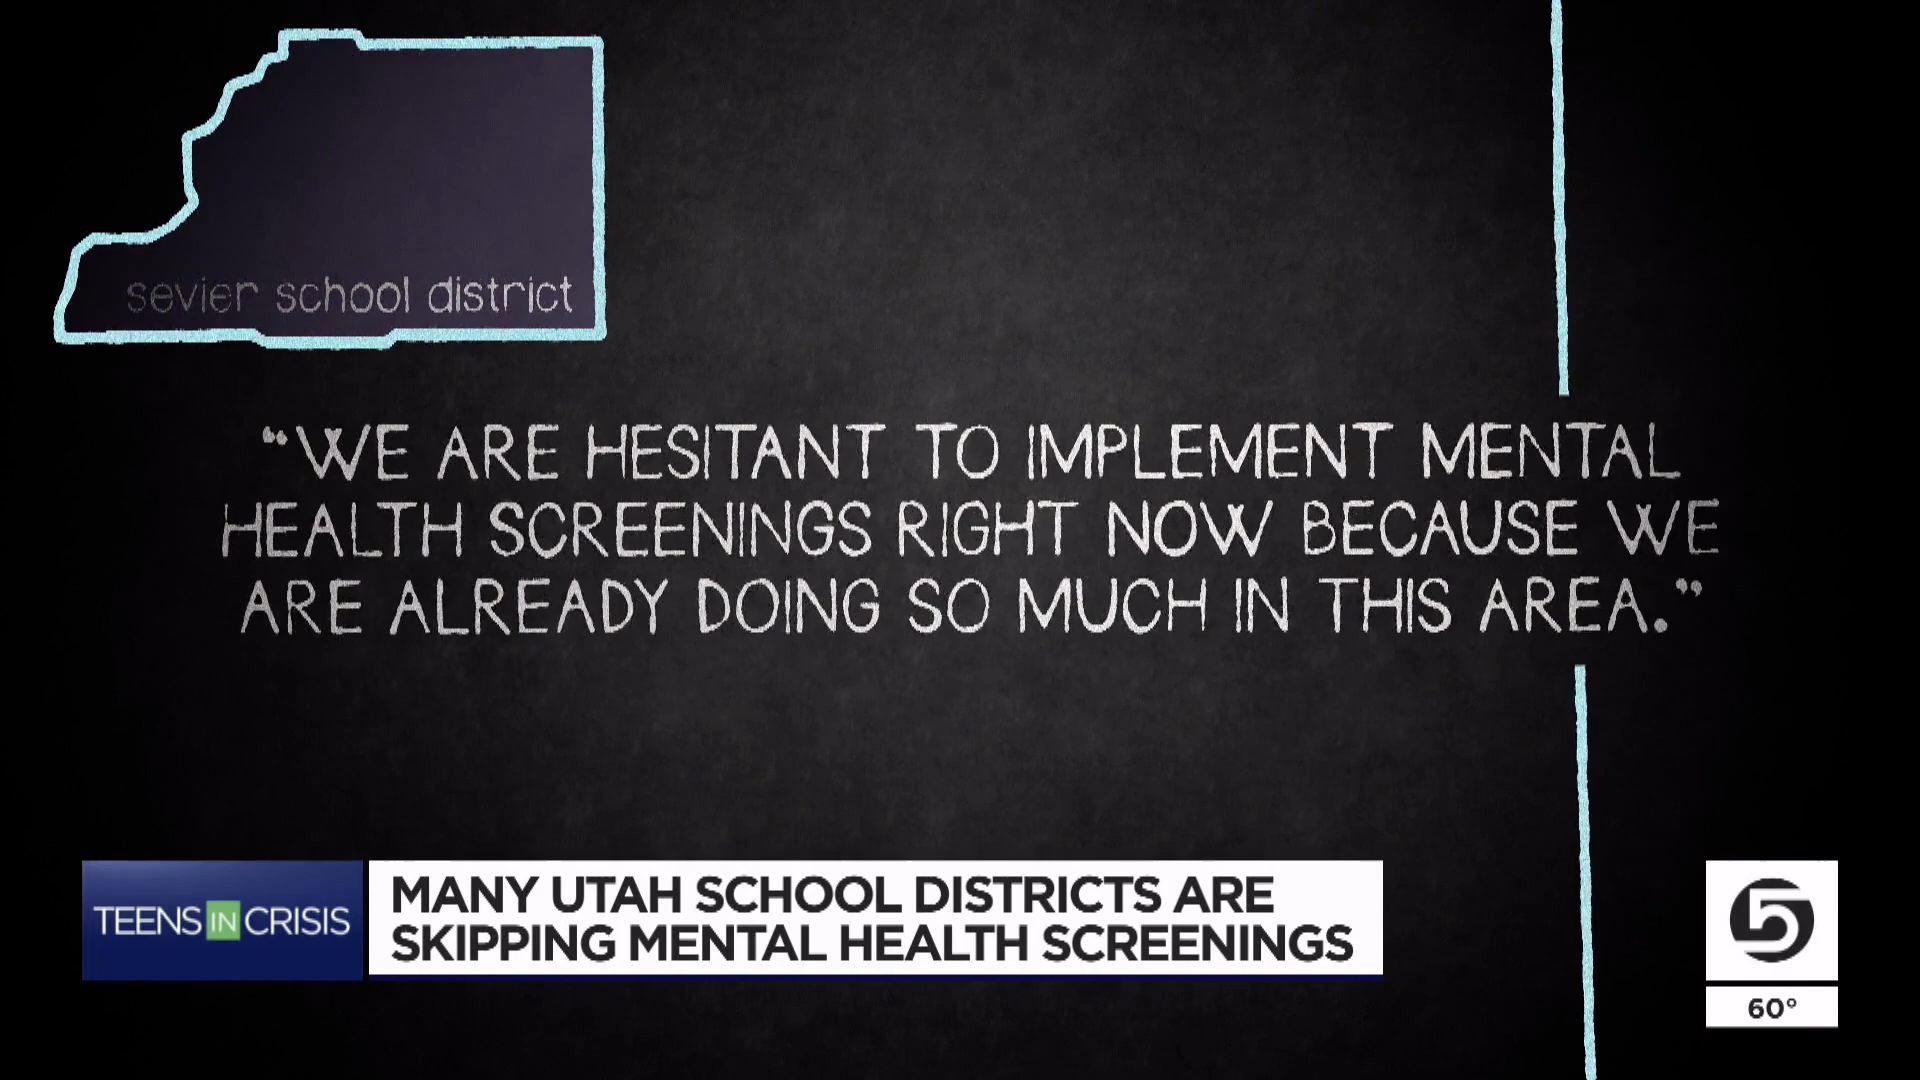 sevier school district
“WE ARE HESITANT TO IMPLEMENT MENTAL
HEALTH SCREENINGS RIGHT NOW BECAUSE WE
ARE ALREADY DOING SO MUCH IN THIS AREA.”
TEENS IN CRISIS
MANY UTAH SCHOOL DISTRICTS ARE
SKIPPING MENTAL HEALTH SCREENINGS
5
60°